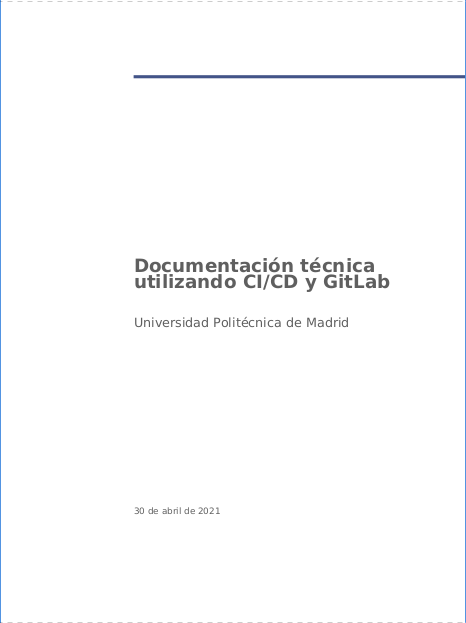 Documentación técnica
utilizando CI/CD y GitLab
Universidad Politécnica de Madrid
30 de abril de 2021